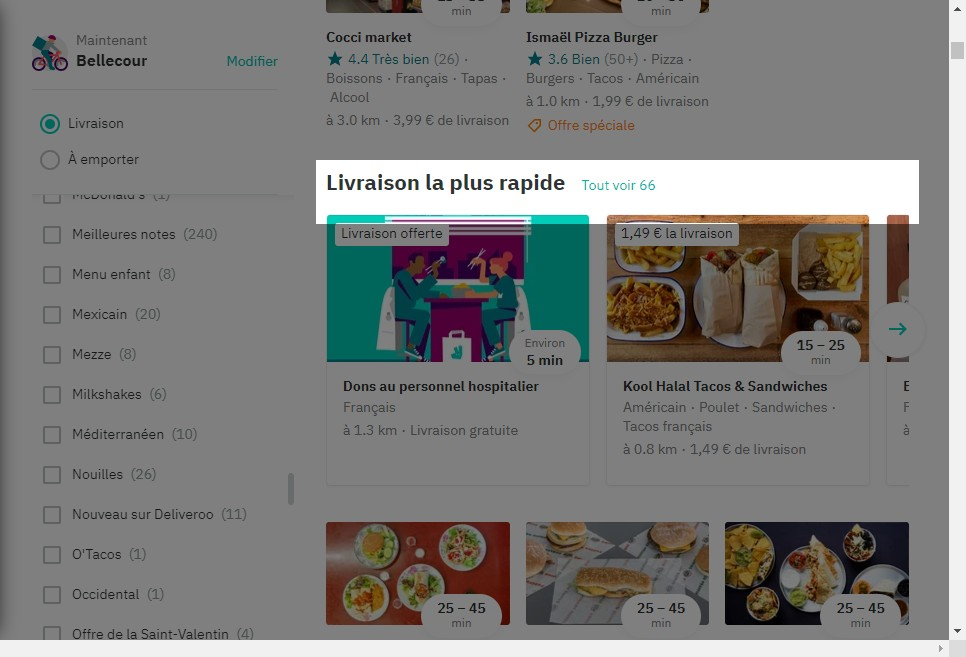 Maintenant
Bellecour
Modifier
Livraison
À emporter
McDonald's (1)
Meilleures notes (240)
Menu enfant (8)
Mexicain (20)
Mezze (8)
Milkshakes (6)
Méditerranéen (10)
Nouilles (26)
Nouveau sur Deliveroo (11)
O'Tacos (1)
Occidental (1)
Offre de la Saint-Valentin (4)
min
min
Cocci market
4.4 Très bien (26) ·
Boissons · Français · Tapas ·
Alcool
à 3.0 km · 3,99 € de livraison
Ismaël Pizza Burger
3.6 Bien (50+) · Pizza ·
Burgers · Tacos · Américain
à 1.0 km · 1,99 € de livraison
Offre spéciale
Livraison la plus rapide Tout voir 66
Livraison offerte
Environ
5 min
Dons au personnel hospitalier
Français
à 1.3 km · Livraison gratuite
1,49 € la livraison
15 – 25
min
Kool Halal Tacos & Sandwiches
Américain · Poulet · Sandwiches ·
Tacos français
à 0.8 km · 1,49 € de livraison
à
25 – 45
min
25 – 45
min
25 – 45
min